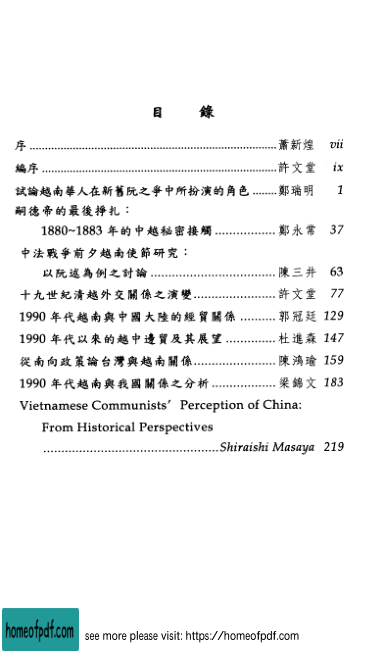 目 錄
序 ........................................ 蕭新煌 vii
編序 ........................................ 許文堂 ix
試論越南華人在新舊阮之爭中所扮演的角色 ........ 鄭瑞明 1
嗣德帝的最後掙扎：
1880~1883 年的中越秘密接觸 .................. 鄭永常 37
中法戰爭前夕越南使節研究：
以阮述為例之討論 ........................ 陳三井 63
十九世紀清越外交關係之演變 .................. 許文堂 77
1990 年代越南與中國大陸的經貿關係 .......... 郭冠廷 129
1990 年代以來的越中邊貿及其展望 .............. 杜進森 147
從南向政策論台灣與越南關係 .................. 陳鴻瑜 159
1990 年代越南與我國關係之分析 ................ 梁錦文 183
Vietnamese Communists' Perception of China:
From Historical Perspectives
........................................ Shiraishi Masaya 219
homeofpdf.com see more please visit: https://homeofpdf.com